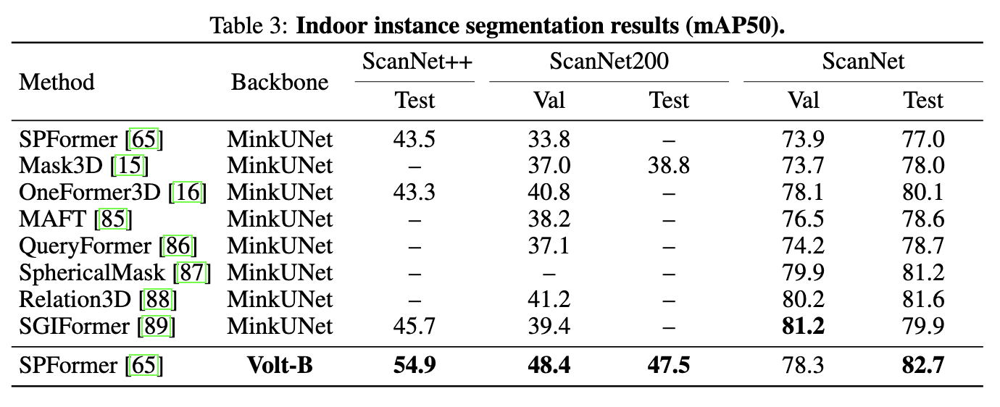 Table 3: Indoor instance segmentation results (mAP50).
Method Backbone ScanNet++ ScanNet200 ScanNet
Test Val Test Val Test
SPFormer [65] MinkUNet 43.5 33.8 – 73.9 77.0
Mask3D [15] MinkUNet – 37.0 38.8 73.7 78.0
OneFormer3D [16] MinkUNet 43.3 40.8 – 78.1 80.1
MAFT [85] MinkUNet – 38.2 – 76.5 78.6
QueryFormer [86] MinkUNet – 37.1 – 74.2 78.7
SphericalMask [87] MinkUNet – – – 79.9 81.2
Relation3D [88] MinkUNet – 41.2 – 80.2 81.6
SGIFormer [89] MinkUNet 45.7 39.4 – 81.2 79.9
SPFormer [65] Volt-B 54.9 48.4 47.5 78.3 82.7